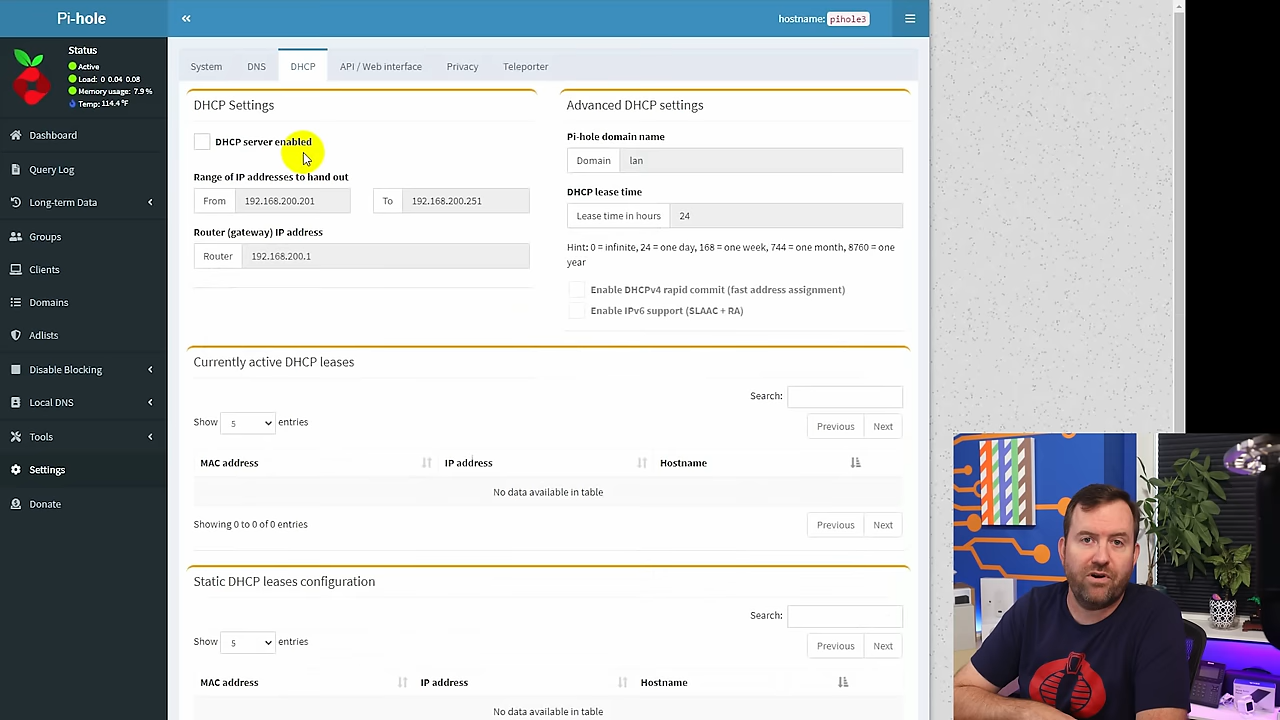 Pi-hole
hostname: pihole3
Status
Active
Load: 0 0.04 0.08
Memory usage: 7.9 %
Temp: 114.4 °F
Dashboard
Query Log
Long-term Data
Groups
Clients
Domains
Adlists
Disable Blocking
Local DNS
Tools
Settings
Donate
System DNS DHCP API / Web interface Privacy Teleporter
DHCP Settings
DHCP server enabled
Range of IP addresses to hand out
From 192.168.200.201 To 192.168.200.251
Router (gateway) IP address
Router 192.168.200.1
Advanced DHCP settings
Pi-hole domain name
Domain lan
DHCP lease time
Lease time in hours 24
Hint: 0 = infinite, 24 = one day, 168 = one week, 744 = one month, 8760 = one
year
Enable DHCPv4 rapid commit (fast address assignment)
Enable IPv6 support (SLAAC + RA)
Currently active DHCP leases
Search:
Show 5 entries
Previous Next
MAC address IP address Hostname
No data available in table
Showing 0 to 0 of 0 entries
Previous Next
Static DHCP leases configuration
Search:
Show 5 entries
Previous Next
MAC address IP address Hostname
No data available in table